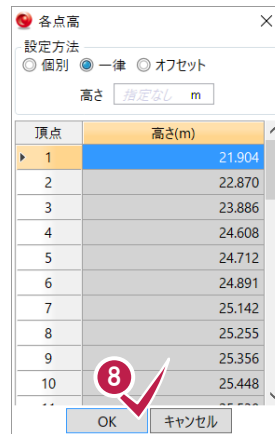 各点高
設定方法
個別 一律 オフセット
高さ 指定なし m
頂点 高さ(m)
1 21.904
2 22.870
3 23.886
4 24.608
5 24.712
6 24.891
7 25.142
8 25.255
9 25.356
10 25.448
8
OK キャンセル